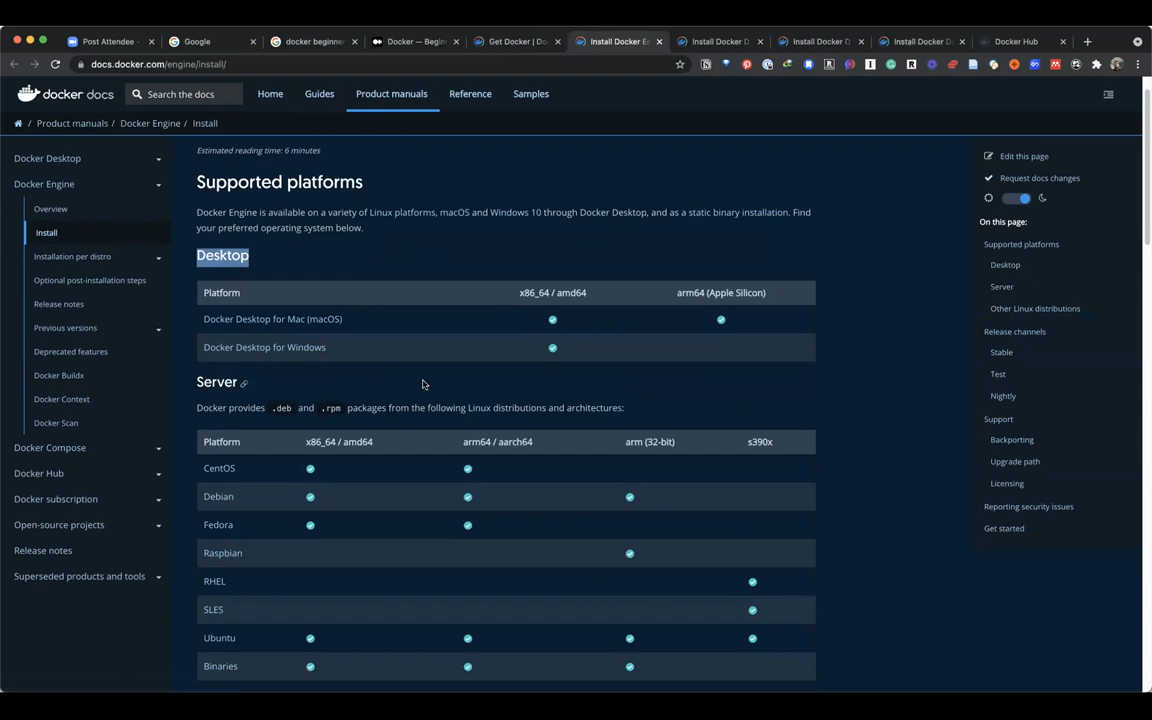 Post Attendee -
Google
docker beginner
Docker — Begin
Get Docker | Do
Install Docker E
Install Docker D
Install Docker D
Install Docker D
Docker Hub
docs.docker.com/engine/install/
docker docs
Search the docs
Home
Guides
Product manuals
Reference
Samples
/ Product manuals / Docker Engine / Install
Docker Desktop
Docker Engine
Overview
Install
Installation per distro
Optional post-installation steps
Release notes
Previous versions
Deprecated features
Docker Buildx
Docker Context
Docker Scan
Docker Compose
Docker Hub
Docker subscription
Open-source projects
Release notes
Superseded products and tools
Estimated reading time: 6 minutes
Supported platforms
Docker Engine is available on a variety of Linux platforms, macOS and Windows 10 through Docker Desktop, and as a static binary installation. Find
your preferred operating system below.
Desktop
Platform x86_64 / amd64 arm64 (Apple Silicon)
Docker Desktop for Mac (macOS)
Docker Desktop for Windows
Server
Docker provides .deb and .rpm packages from the following Linux distributions and architectures:
Platform x86_64 / amd64 arm64 / aarch64 arm (32-bit) s390x
CentOS
Debian
Fedora
Raspbian
RHEL
SLES
Ubuntu
Binaries
Edit this page
Request docs changes
On this page:
Supported platforms
Desktop
Server
Other Linux distributions
Release channels
Stable
Test
Nightly
Support
Backporting
Upgrade path
Licensing
Reporting security issues
Get started